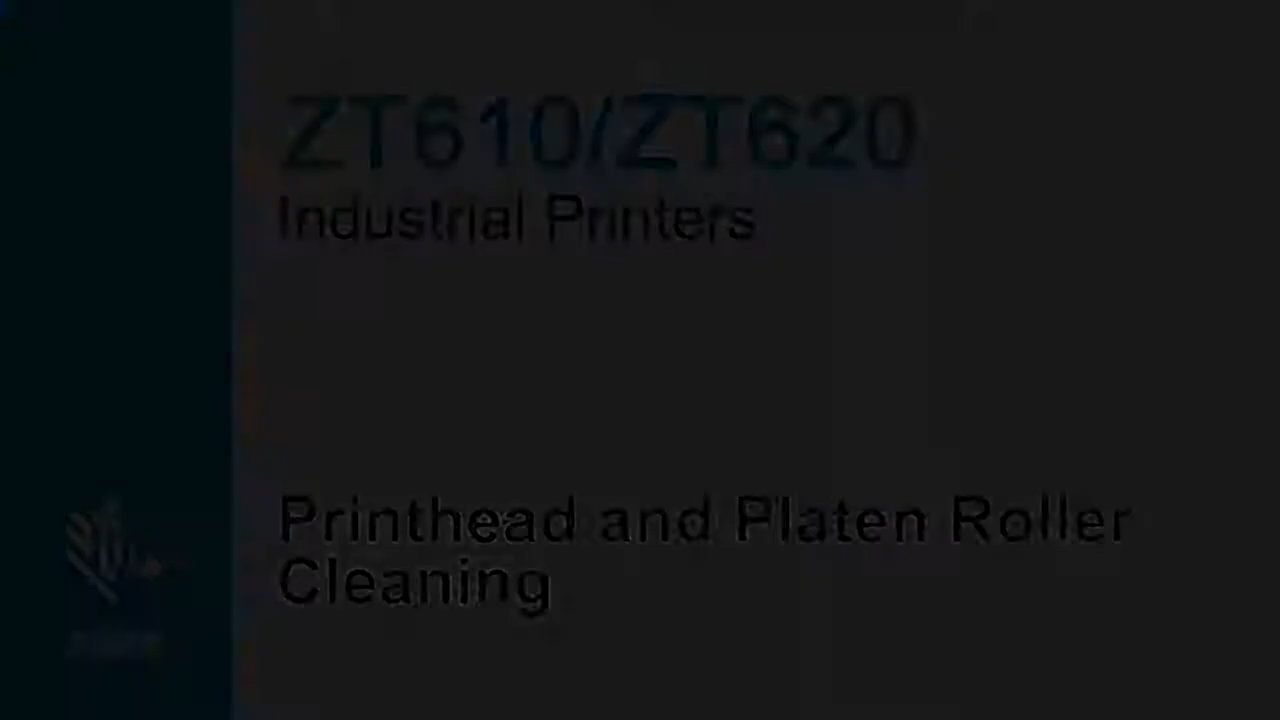 ZT610/ZT620
Industrial Printers
Printhead and Platen Roller
Cleaning